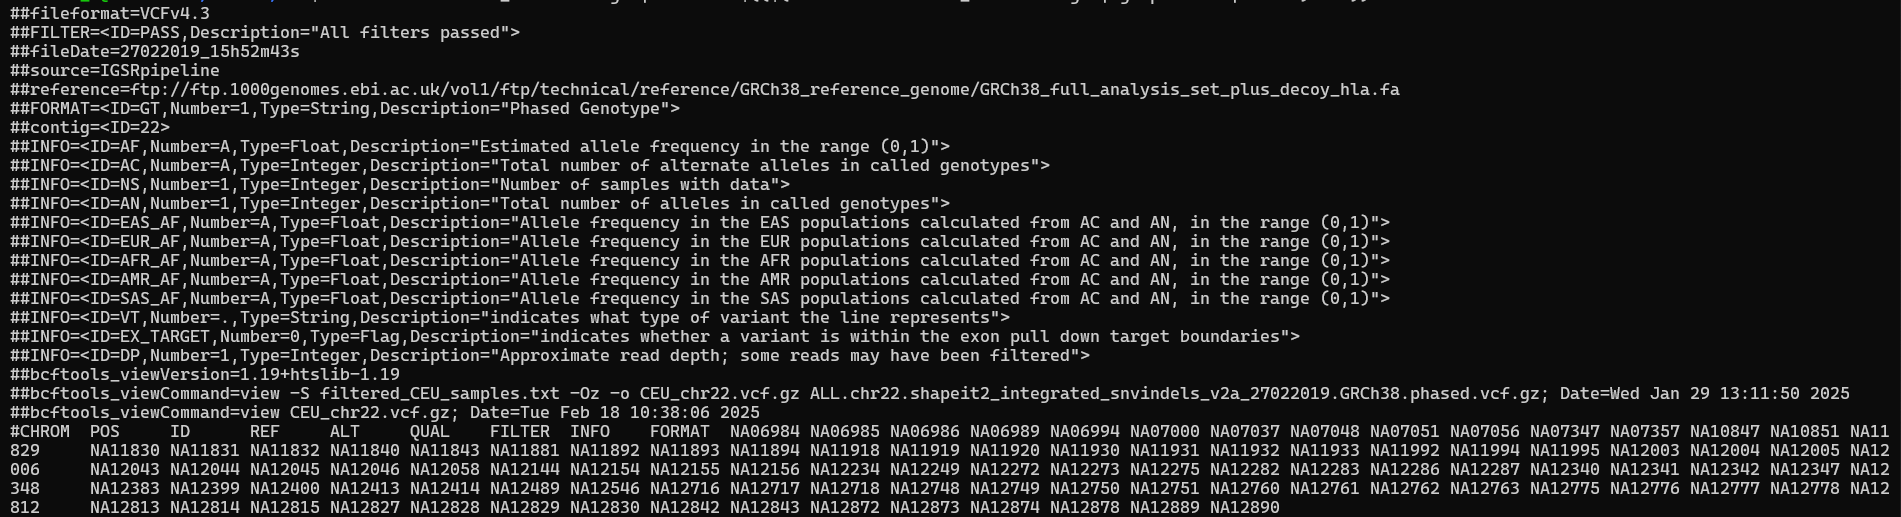 ##fileformat=VCFv4.3
##FILTER=<ID=PASS,Description="All filters passed">
##fileDate=27022019_15h52m43s
##source=IGSRpipeline
##reference=ftp://ftp.1000genomes.ebi.ac.uk/vol1/ftp/technical/reference/GRCh38_reference_genome/GRCh38_full_analysis_set_plus_decoy_hla.fa
##FORMAT=<ID=GT,Number=1,Type=String,Description="Phased Genotype">
##contig=<ID=22>
##INFO=<ID=AF,Number=A,Type=Float,Description="Estimated allele frequency in the range (0,1)">
##INFO=<ID=AC,Number=A,Type=Integer,Description="Total number of alternate alleles in called genotypes">
##INFO=<ID=NS,Number=1,Type=Integer,Description="Number of samples with data">
##INFO=<ID=AN,Number=1,Type=Integer,Description="Total number of alleles in called genotypes">
##INFO=<ID=EAS_AF,Number=A,Type=Float,Description="Allele frequency in the EAS populations calculated from AC and AN, in the range (0,1)">
##INFO=<ID=EUR_AF,Number=A,Type=Float,Description="Allele frequency in the EUR populations calculated from AC and AN, in the range (0,1)">
##INFO=<ID=AFR_AF,Number=A,Type=Float,Description="Allele frequency in the AFR populations calculated from AC and AN, in the range (0,1)">
##INFO=<ID=AMR_AF,Number=A,Type=Float,Description="Allele frequency in the AMR populations calculated from AC and AN, in the range (0,1)">
##INFO=<ID=SAS_AF,Number=A,Type=Float,Description="Allele frequency in the SAS populations calculated from AC and AN, in the range (0,1)">
##INFO=<ID=VT,Number=.,Type=String,Description="indicates what type of variant the line represents">
##INFO=<ID=EX_TARGET,Number=0,Type=Flag,Description="indicates whether a variant is within the exon pull down target boundaries">
##INFO=<ID=DP,Number=1,Type=Integer,Description="Approximate read depth; some reads may have been filtered">
##bcftools_viewVersion=1.19+htslib-1.19
##bcftools_viewCommand=view -S filtered_CEU_samples.txt -Oz -o CEU_chr22.vcf.gz ALL.chr22.shapeit2_integrated_snvindels_v2a_27022019.GRCh38.phased.vcf.gz; Date=Wed Jan 29 13:11:50 2025
##bcftools_viewCommand=view CEU_chr22.vcf.gz; Date=Tue Feb 18 10:38:06 2025
#CHROM POS ID REF ALT QUAL FILTER INFO FORMAT NA06984 NA06985 NA06986 NA06989 NA06994 NA07000 NA07037 NA07048 NA07051 NA07056 NA07347 NA07357 NA10847 NA10851 NA11
829 NA11830 NA11831 NA11832 NA11840 NA11843 NA11881 NA11892 NA11893 NA11894 NA11918 NA11919 NA11920 NA11930 NA11931 NA11932 NA11933 NA11992 NA11994 NA11995 NA12003 NA12004 NA12005 NA12
006 NA12043 NA12044 NA12045 NA12046 NA12058 NA12144 NA12154 NA12155 NA12156 NA12234 NA12249 NA12272 NA12273 NA12275 NA12282 NA12283 NA12286 NA12287 NA12340 NA12341 NA12342 NA12347 NA12
348 NA12383 NA12399 NA12400 NA12413 NA12414 NA12489 NA12546 NA12716 NA12717 NA12718 NA12748 NA12749 NA12750 NA12751 NA12760 NA12761 NA12762 NA12763 NA12775 NA12776 NA12777 NA12778 NA12
812 NA12813 NA12814 NA12815 NA12827 NA12828 NA12829 NA12830 NA12842 NA12843 NA12872 NA12873 NA12874 NA12878 NA12889 NA12890